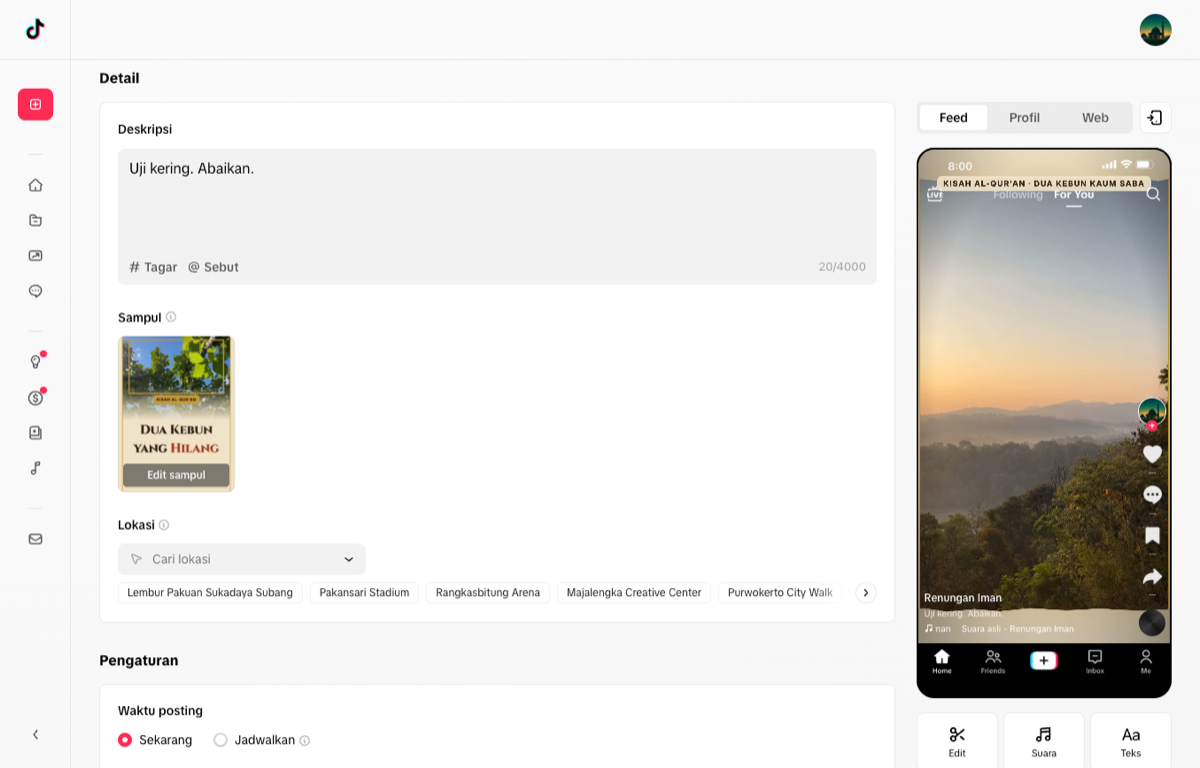 Detail
Deskripsi
Uji kering. Abaikan.
# Tagar @ Sebut
20/4000
Sampul
KISAH AL-QUR'AN
DUA KEBUN
YANG HILANG
Edit sampul
Lokasi
Cari lokasi
Lembur Pakuan Sukadaya Subang
Pakansari Stadium
Rangkasbitung Arena
Majalengka Creative Center
Purwokerto City Walk
Pengaturan
Waktu posting
Sekarang
Jadwalkan
Feed
Profil
Web
8:00
KISAH AL-QUR'AN · DUA KEBUN KAUM SABA
LIVE
Following
For You
Renungan Iman
Uji kering. Abaikan.
man Suara asli - Renungan Iman
Home
Friends
Inbox
Me
Edit
Suara
Aa
Teks